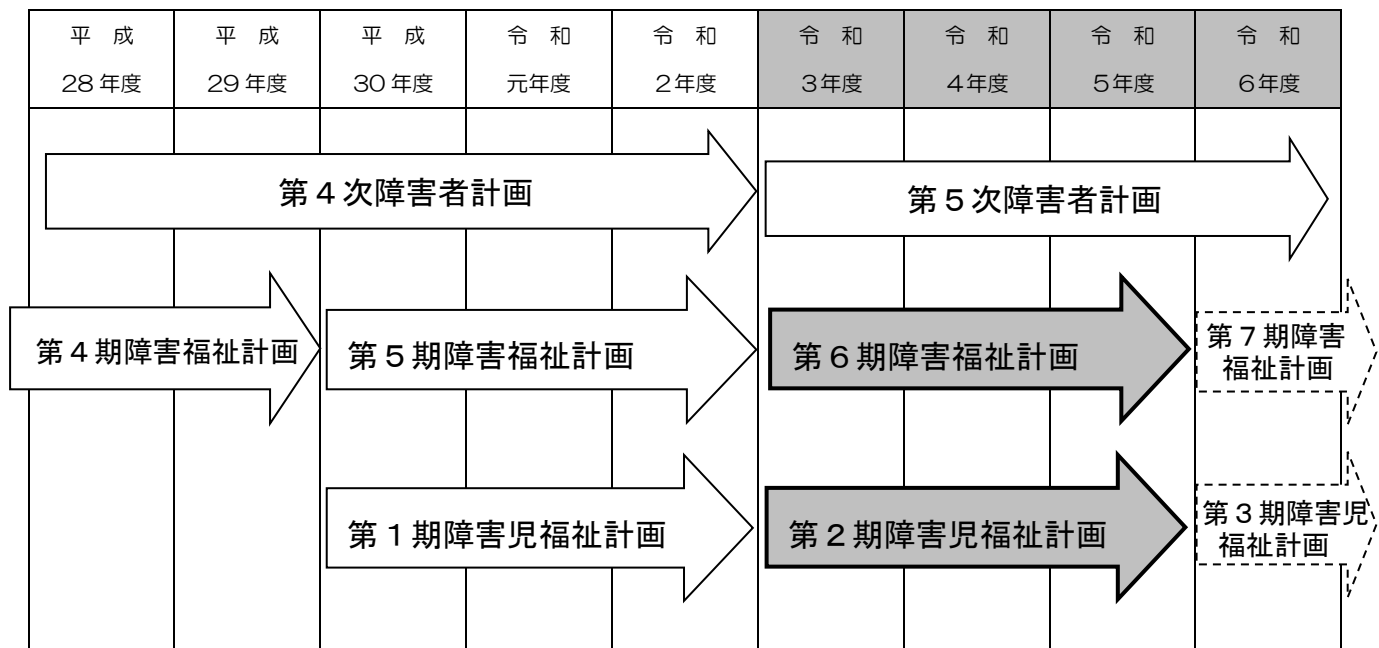 平成 平成 平成 令和 令和 令和 令和 令和 令和
28年度 29年度 30年度 元年度 2年度 3年度 4年度 5年度 6年度
第4次障害者計画 第5次障害者計画
第4期障害福祉計画 第5期障害福祉計画 第6期障害福祉計画
第7期障害
福祉計画
第1期障害児福祉計画 第2期障害児福祉計画
第3期障害児
福祉計画